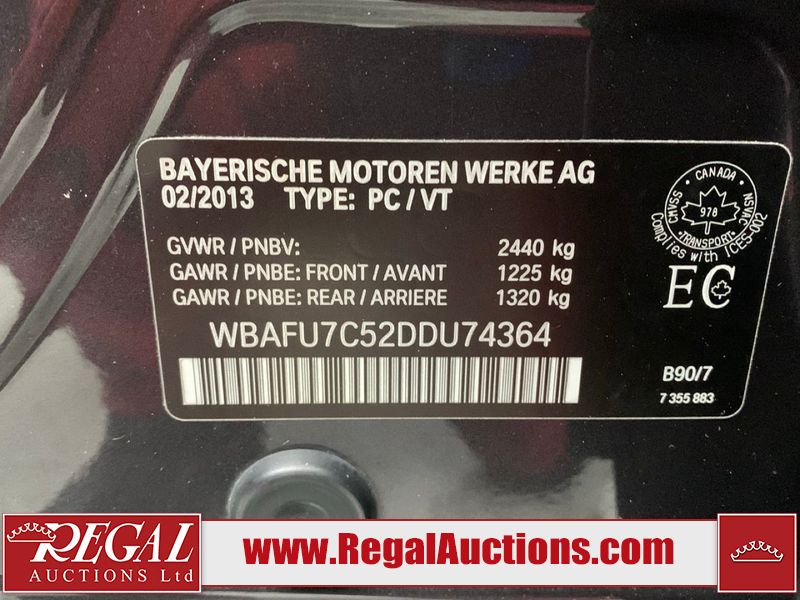 BAYERISCHE MOTOREN WERKE AG
02/2013 TYPE: PC / VT
GVWR / PNBV: 2440 kg
GAWR / PNBE: FRONT / AVANT 1225 kg
GAWR / PNBE: REAR / ARRIERE 1320 kg
WBAFU7C52DDU74364
CANADA
CMVSS
NSVAC
978
TRANSPORT
Complies with ICES-002
EC
B90/7
7 355 883
REGAL
AUCTIONS Ltd
www.RegalAuctions.com